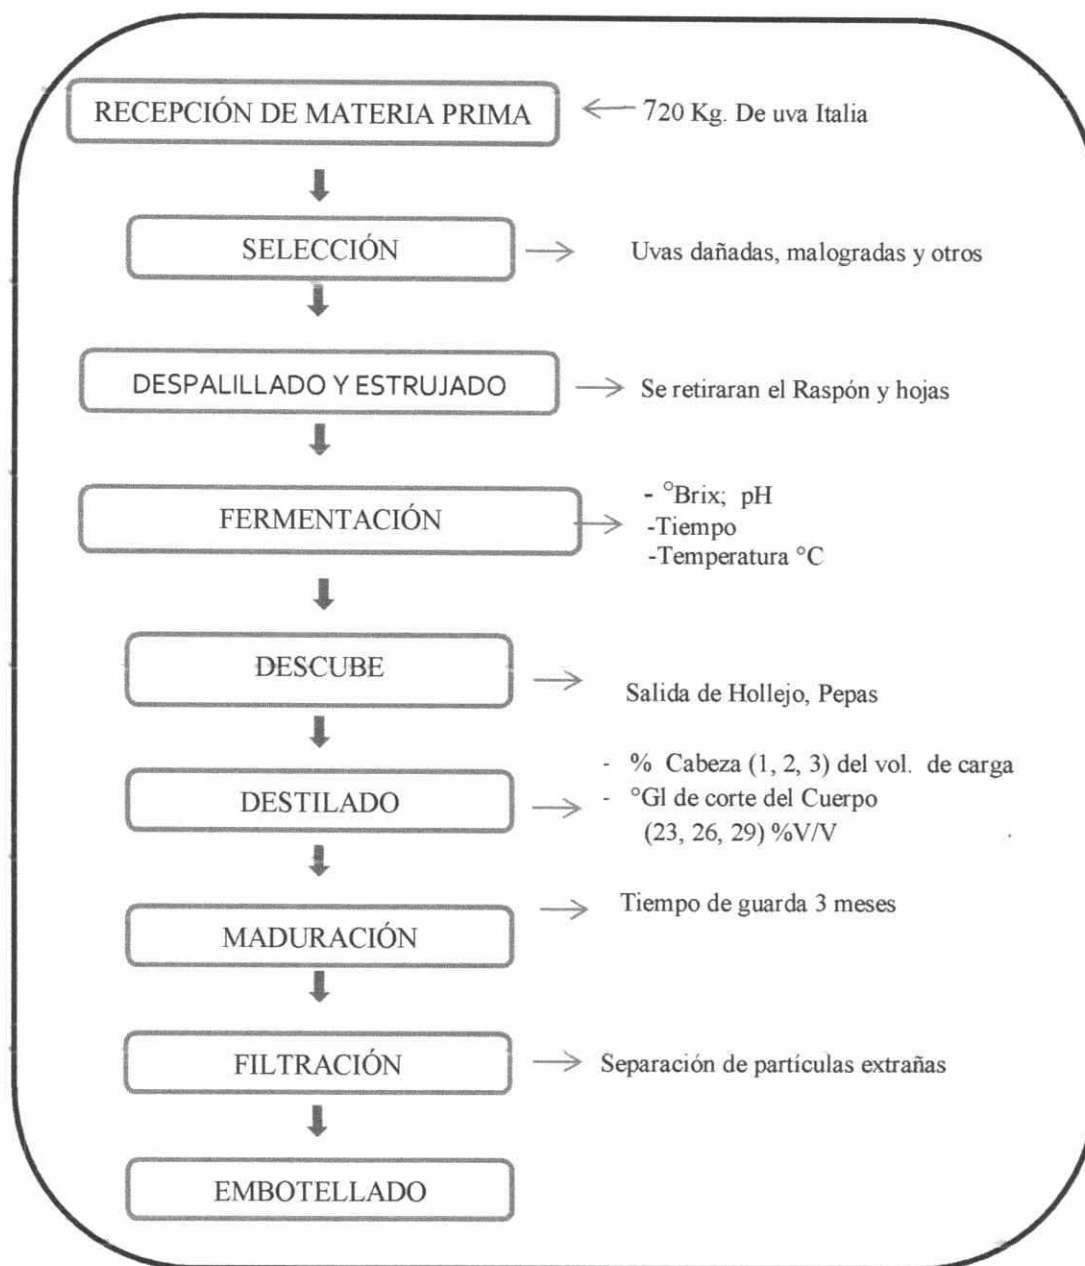 RECEPCIÓN DE MATERIA PRIMA
720 Kg. De uva Italia
SELECCIÓN
Uvas dañadas, malogradas y otros
DESPALILLADO Y ESTRUJADO
Se retiraran el Raspón y hojas
FERMENTACIÓN
- °Brix; pH
-Tiempo
-Temperatura °C
DESCUBE
Salida de Hollejo, Pepas
DESTILADO
- % Cabeza (1, 2, 3) del vol. de carga
- °Gl de corte del Cuerpo
(23, 26, 29) %V/V
MADURACIÓN
Tiempo de guarda 3 meses
FILTRACIÓN
Separación de partículas extrañas
EMBOTELLADO